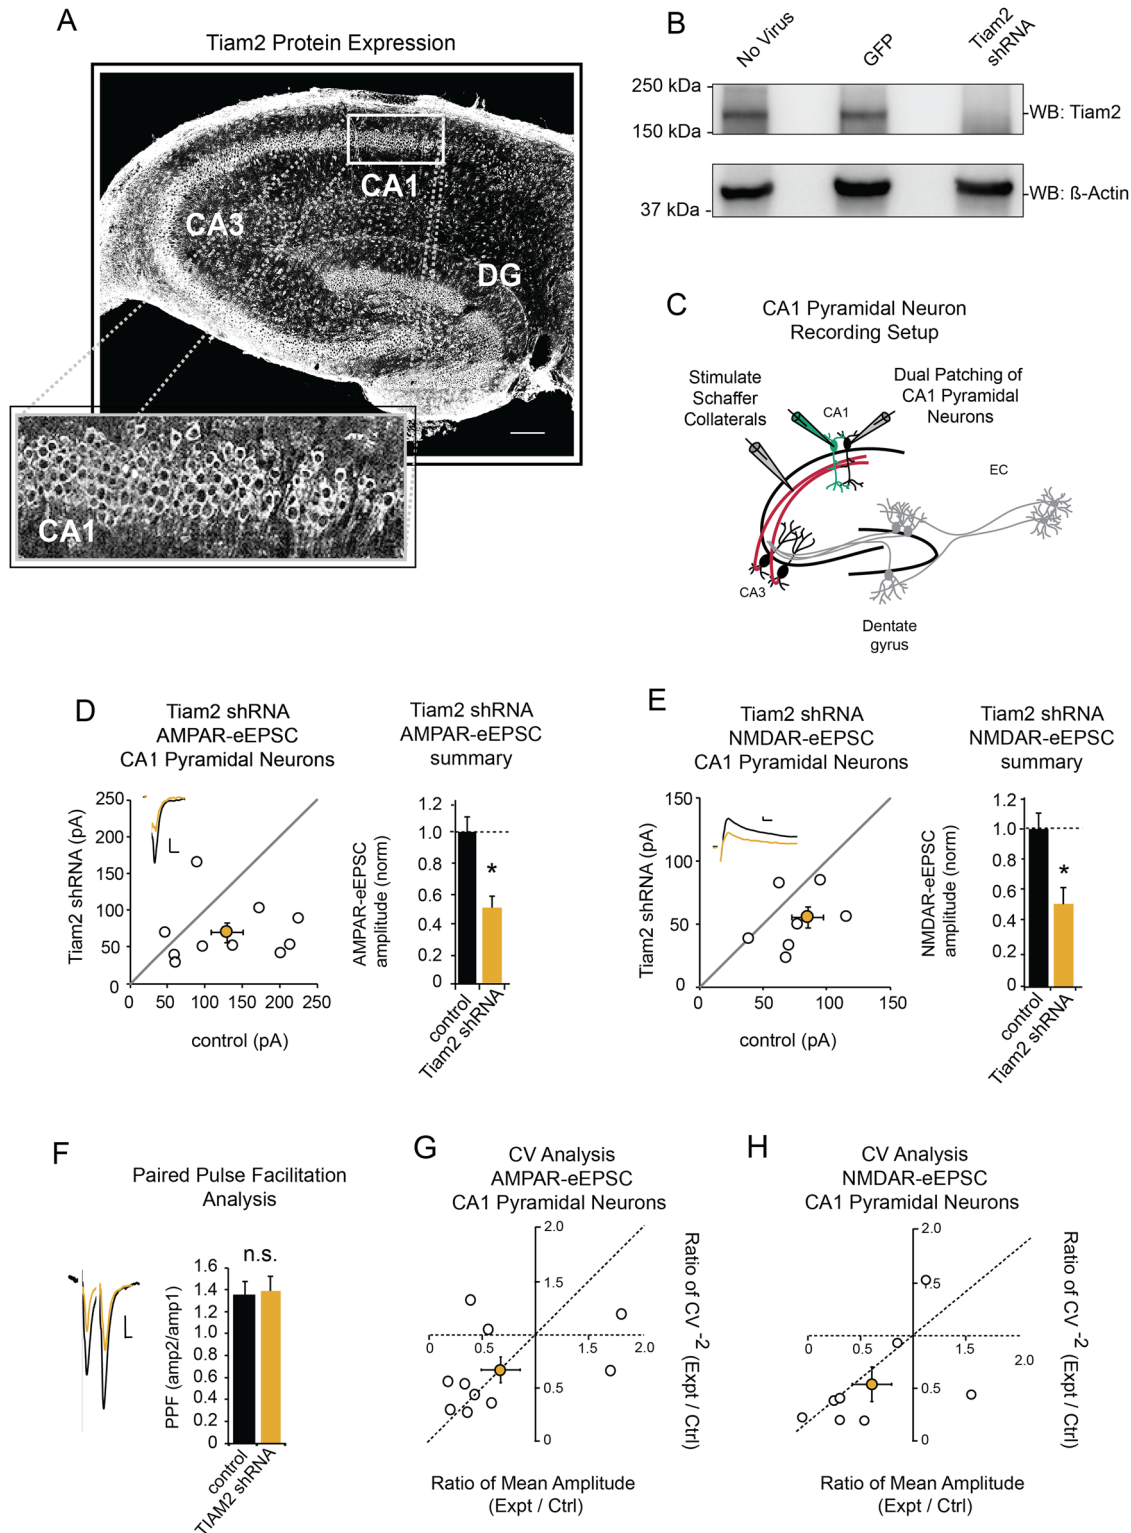 A
Tiam2 Protein Expression
CA1
CA3
DG
CA1
B
No Virus
GFP
Tiam2
shRNA
250 kDa
150 kDa
WB: Tiam2
37 kDa
WB: ß-Actin
C
CA1 Pyramidal Neuron
Recording Setup
Stimulate
Schaffer
Collaterals
Dual Patching of
CA1 Pyramidal
Neurons
CA1
EC
CA3
Dentate
gyrus
D
Tiam2 shRNA
AMPAR-eEPSC
CA1 Pyramidal Neurons
Tiam2 shRNA (pA)
250
200
150
100
50
0
0 50 100 150 200 250
control (pA)
Tiam2 shRNA
AMPAR-eEPSC
summary
AMPAR-eEPSC
amplitude (norm)
1.2
1.0
0.8
0.6
0.4
0.2
0
*
control
Tiam2 shRNA
E
Tiam2 shRNA
NMDAR-eEPSC
CA1 Pyramidal Neurons
Tiam2 shRNA (pA)
150
100
50
0
0 50 100 150
control (pA)
Tiam2 shRNA
NMDAR-eEPSC
summary
NMDAR-eEPSC
amplitude (norm)
1.2
1.0
0.8
0.6
0.4
0.2
0
*
control
Tiam2 shRNA
F
Paired Pulse Facilitation
Analysis
n.s.
PPF (amp2/amp1)
1.6
1.4
1.2
1.0
1.6
0.8
0.4
0.2
0
control
TIAM2 shRNA
G
CV Analysis
AMPAR-eEPSC
CA1 Pyramidal Neurons
2.0
1.5
0 0.5 1.5 2.0
0.5
0
Ratio of CV -2 (Expt / Ctrl)
Ratio of Mean Amplitude
(Expt / Ctrl)
H
CV Analysis
NMDAR-eEPSC
CA1 Pyramidal Neurons
2.0
1.5
0 0.5 1.5 2.0
0.5
0
Ratio of CV -2 (Expt / Ctrl)
Ratio of Mean Amplitude
(Expt / Ctrl)